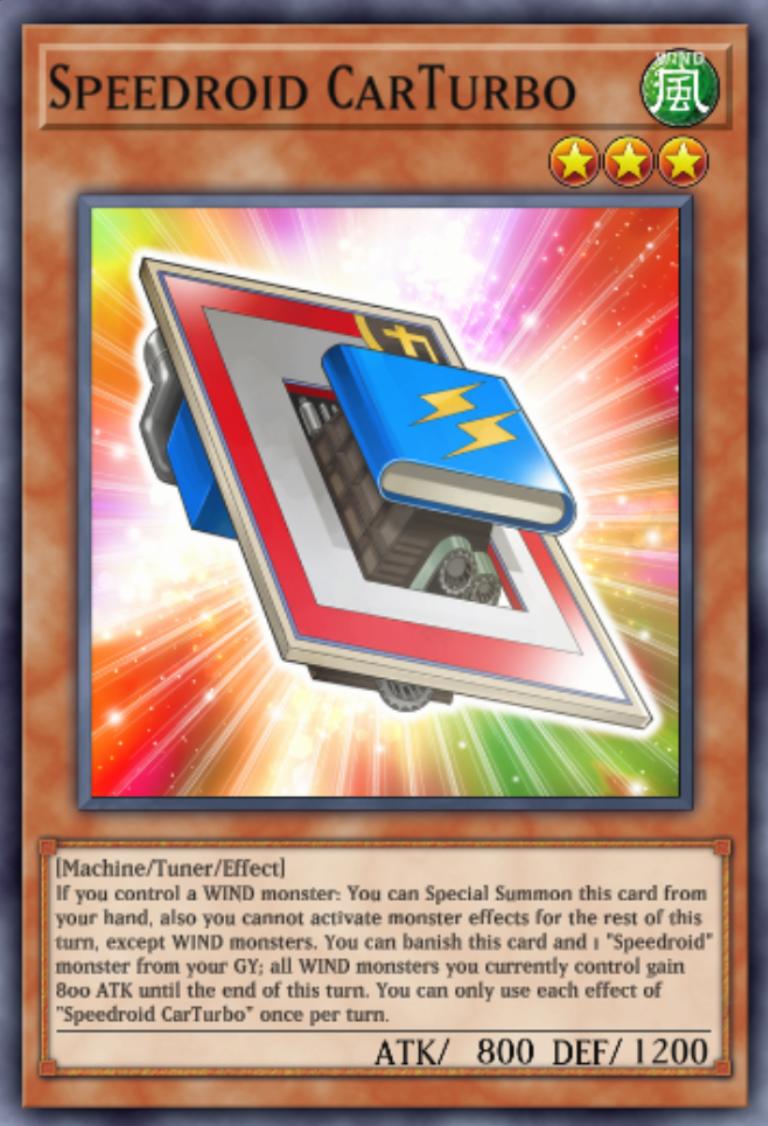 SPEEDROID CARTURBO
WIND
風
[Machine/Tuner/Effect]
If you control a WIND monster: You can Special Summon this card from
your hand, also you cannot activate monster effects for the rest of this
turn, except WIND monsters. You can banish this card and 1 "Speedroid"
monster from your GY; all WIND monsters you currently control gain
800 ATK until the end of this turn. You can only use each effect of
"Speedroid CarTurbo" once per turn.
ATK/ 800 DEF/ 1200